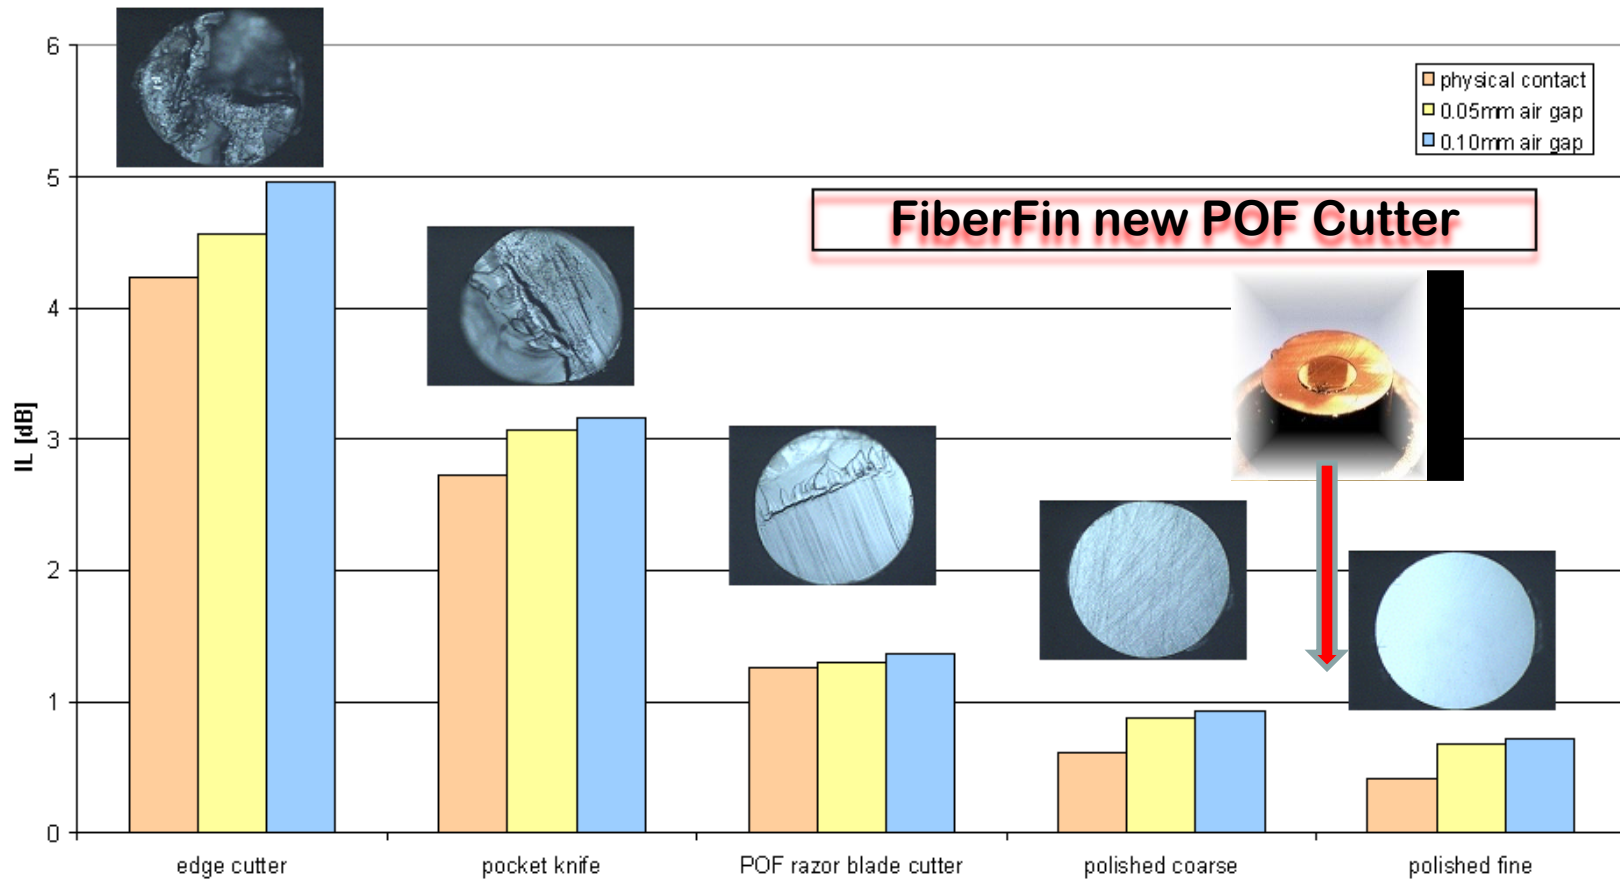 6
5
4
3
2
1
0
IL [dB]
physical contact
0.05mm air gap
0.10mm air gap
FiberFin new POF Cutter
edge cutter
pocket knife
POF razor blade cutter
polished coarse
polished fine